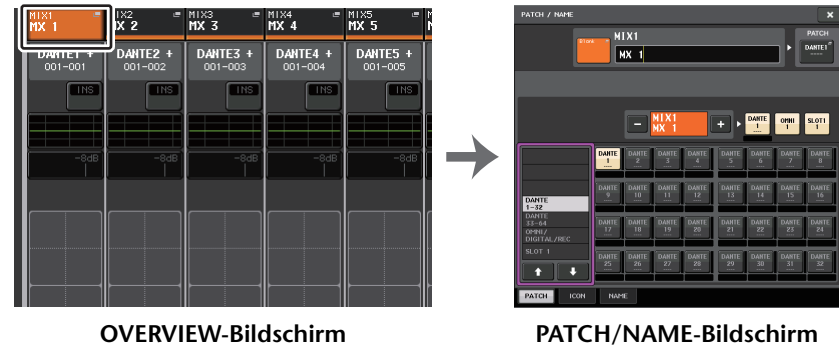 MIX1 MIX2 MIX3 MIX4 MIX5
MX 1 MX 2 MX 3 MX 4 MX 5
DANTE1 + DANTE2 + DANTE3 + DANTE4 + DANTE5 +
001-001 001-002 001-003 001-004 001-005
INS INS INS INS INS
-8dB -8dB -8dB -8dB -8dB
OVERVIEW-Bildschirm
PATCH / NAME
Blank
MIX1
MX 1
PATCH
DANTE1
- MIX1 MX 1 + DANTE 1 OMNI 1 SLOT1 1
DANTE 1 DANTE 2 DANTE 3 DANTE 4 DANTE 5 DANTE 6 DANTE 7 DANTE 8
DANTE 9 DANTE 10 DANTE 11 DANTE 12 DANTE 13 DANTE 14 DANTE 15 DANTE 16
DANTE 17 DANTE 18 DANTE 19 DANTE 20 DANTE 21 DANTE 22 DANTE 23 DANTE 24
DANTE 25 DANTE 26 DANTE 27 DANTE 28 DANTE 29 DANTE 30 DANTE 31 DANTE 32
DANTE
1-32
DANTE
33-64
OMNI/
DIGITAL/REC
SLOT 1
PATCH ICON NAME
PATCH/NAME-Bildschirm